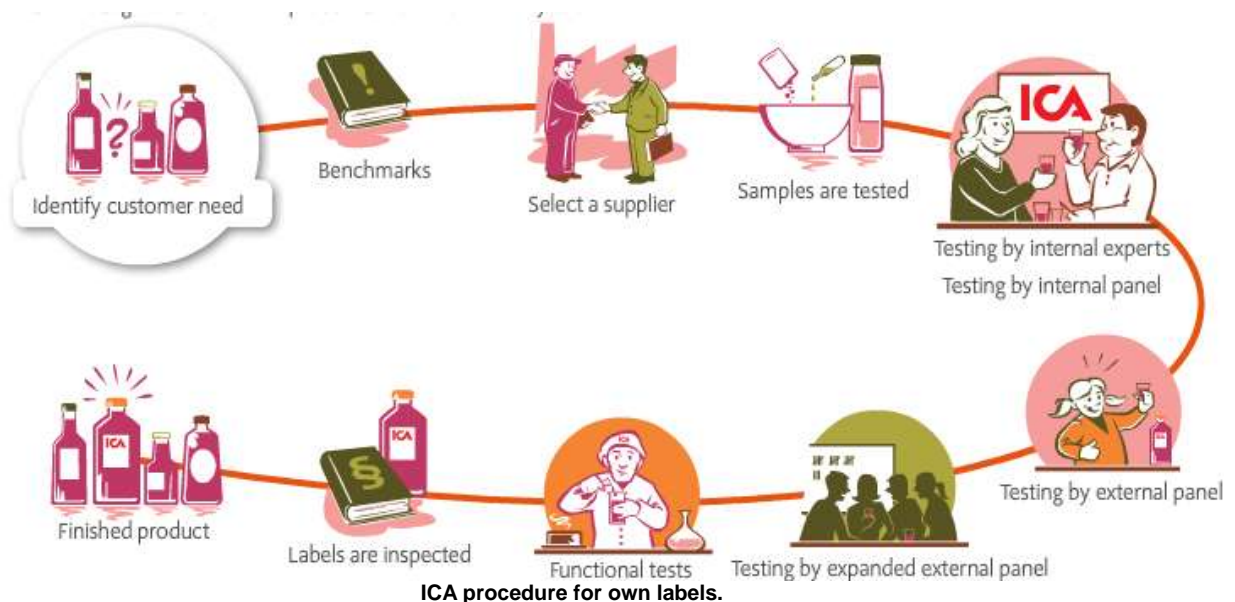 Identify customer need
?
!
Benchmarks
Select a supplier
Samples are tested
ICA
Testing by internal experts
Testing by internal panel
Testing by external panel
Testing by expanded external panel
ICA
Functional tests
ICA
§
Labels are inspected
ICA
Finished product
ICA procedure for own labels.